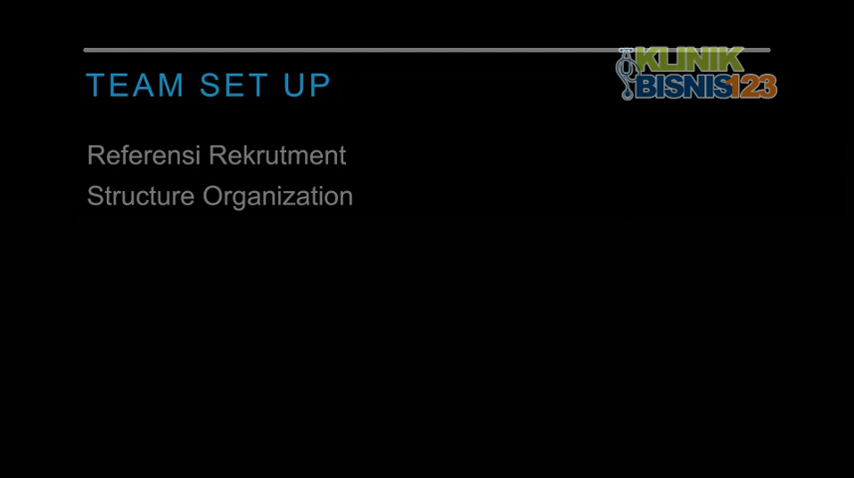 KLINIK
BISNIS123
TEAM SET UP
Referensi Rekrutment
Structure Organization